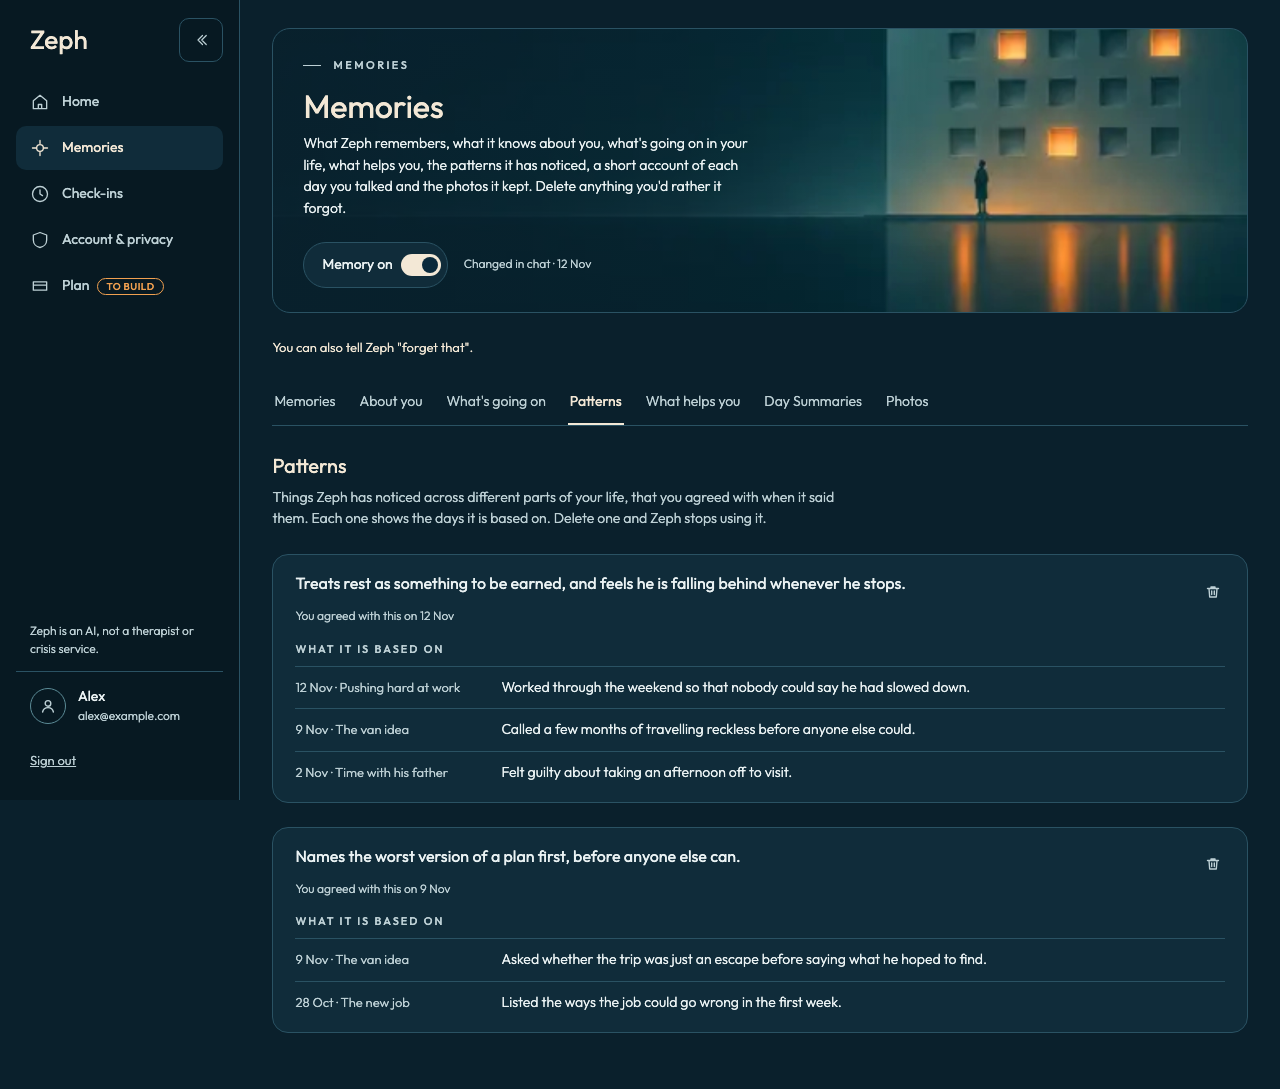 Zeph
Home
Memories
Check-ins
Account & privacy
Plan TO BUILD
Zeph is an AI, not a therapist or
crisis service.
Alex
alex@example.com
Sign out
MEMORIES
Memories
What Zeph remembers, what it knows about you, what's going on in your
life, what helps you, the patterns it has noticed, a short account of each
day you talked and the photos it kept. Delete anything you'd rather it
forgot.
Memory on
Changed in chat · 12 Nov
You can also tell Zeph "forget that".
Memories About you What's going on Patterns What helps you Day Summaries Photos
Patterns
Things Zeph has noticed across different parts of your life, that you agreed with when it said
them. Each one shows the days it is based on. Delete one and Zeph stops using it.
Treats rest as something to be earned, and feels he is falling behind whenever he stops.
You agreed with this on 12 Nov
WHAT IT IS BASED ON
12 Nov · Pushing hard at work Worked through the weekend so that nobody could say he had slowed down.
9 Nov · The van idea Called a few months of travelling reckless before anyone else could.
2 Nov · Time with his father Felt guilty about taking an afternoon off to visit.
Names the worst version of a plan first, before anyone else can.
You agreed with this on 9 Nov
WHAT IT IS BASED ON
9 Nov · The van idea Asked whether the trip was just an escape before saying what he hoped to find.
28 Oct · The new job Listed the ways the job could go wrong in the first week.